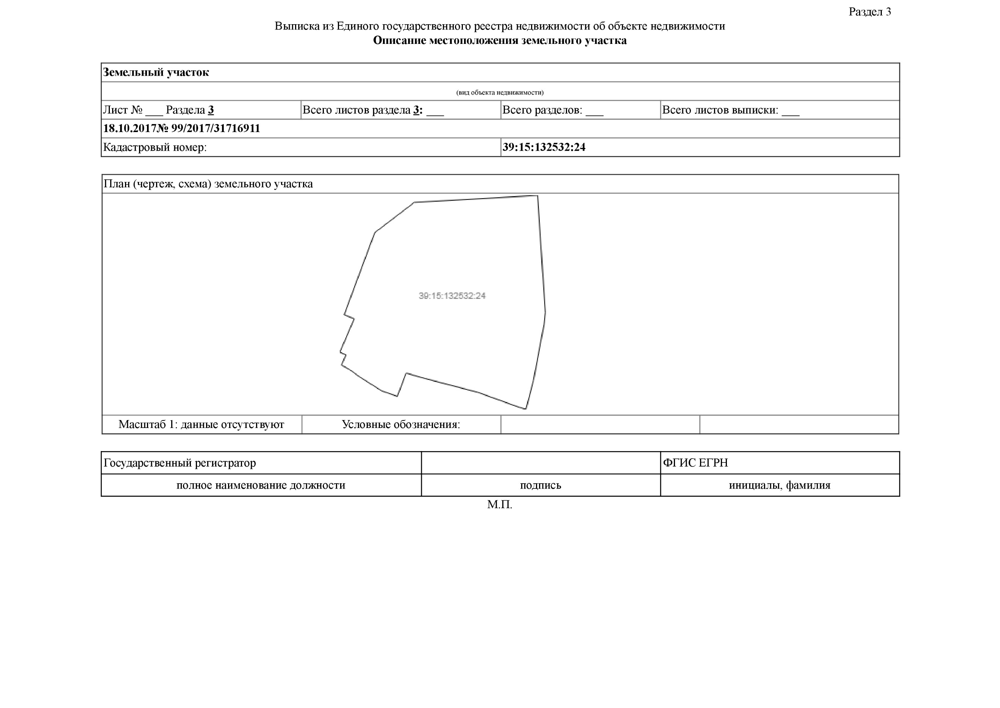 Раздел 3
Выписка из Единого государственного реестра недвижимости об объекте недвижимости
Описание местоположения земельного участка
Земельный участок
(вид объекта недвижимости)
Лист № ___ Раздела 3 Всего листов раздела 3: ___ Всего разделов: ___ Всего листов выписки: ___
18.10.2017№ 99/2017/31716911
Кадастровый номер: 39:15:132532:24
План (чертеж, схема) земельного участка
39:15:132532:24
Масштаб 1: данные отсутствуют Условные обозначения:
Государственный регистратор ФГИС ЕГРН
полное наименование должности подпись инициалы, фамилия
М.П.